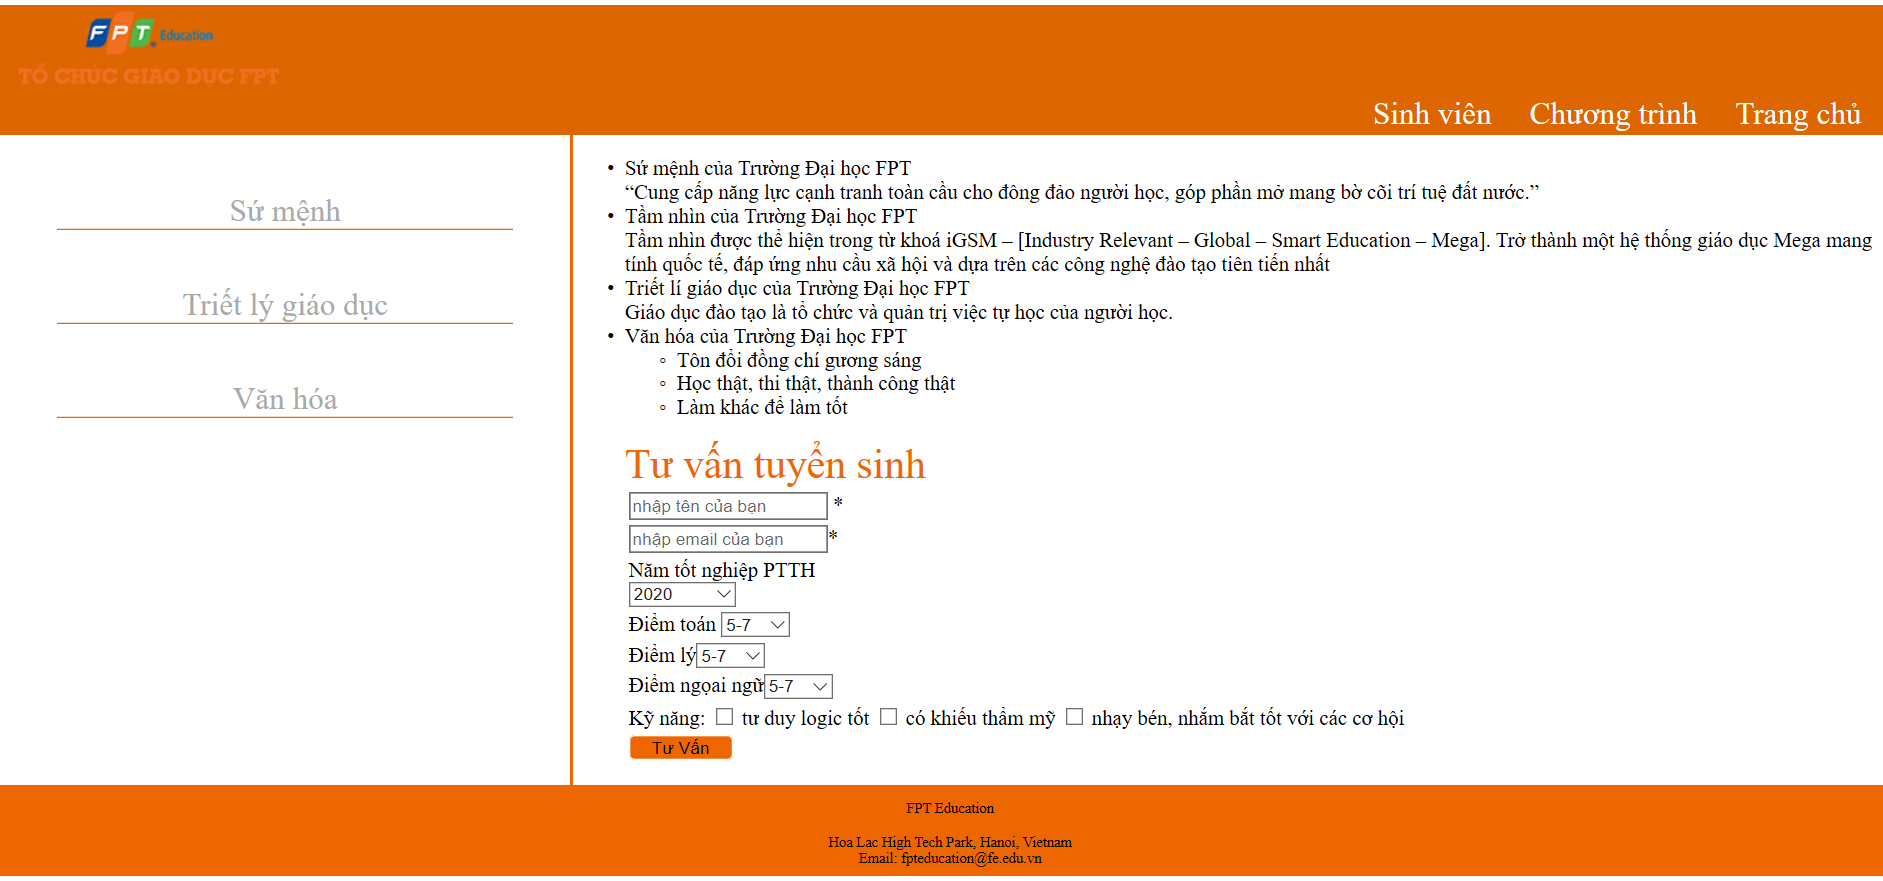 FPT Education
TỔ CHỨC GIÁO DỤC FPT
Sinh viên Chương trình Trang chủ
Sứ mệnh
Triết lý giáo dục
Văn hóa
• Sứ mệnh của Trường Đại học FPT
“Cung cấp năng lực cạnh tranh toàn cầu cho đông đảo người học, góp phần mở mang bờ cõi trí tuệ đất nước.”
• Tầm nhìn của Trường Đại học FPT
Tầm nhìn được thể hiện trong từ khoá iGSM – [Industry Relevant – Global – Smart Education – Mega]. Trở thành một hệ thống giáo dục Mega mang
tính quốc tế, đáp ứng nhu cầu xã hội và dựa trên các công nghệ đào tạo tiên tiến nhất
• Triết lí giáo dục của Trường Đại học FPT
Giáo dục đào tạo là tổ chức và quản trị việc tự học của người học.
• Văn hóa của Trường Đại học FPT
◦ Tôn đổi đồng chí gương sáng
◦ Học thật, thi thật, thành công thật
◦ Làm khác để làm tốt
Tư vấn tuyển sinh
nhập tên của bạn *
nhập email của bạn *
Năm tốt nghiệp PTTH
2020
Điểm toán 5-7
Điểm lý 5-7
Điểm ngọai ngữ 5-7
Kỹ năng: tư duy logic tốt có khiếu thẩm mỹ nhạy bén, nhắm bắt tốt với các cơ hội
Tư Vấn
FPT Education
Hoa Lac High Tech Park, Hanoi, Vietnam
Email: fpteducation@fe.edu.vn